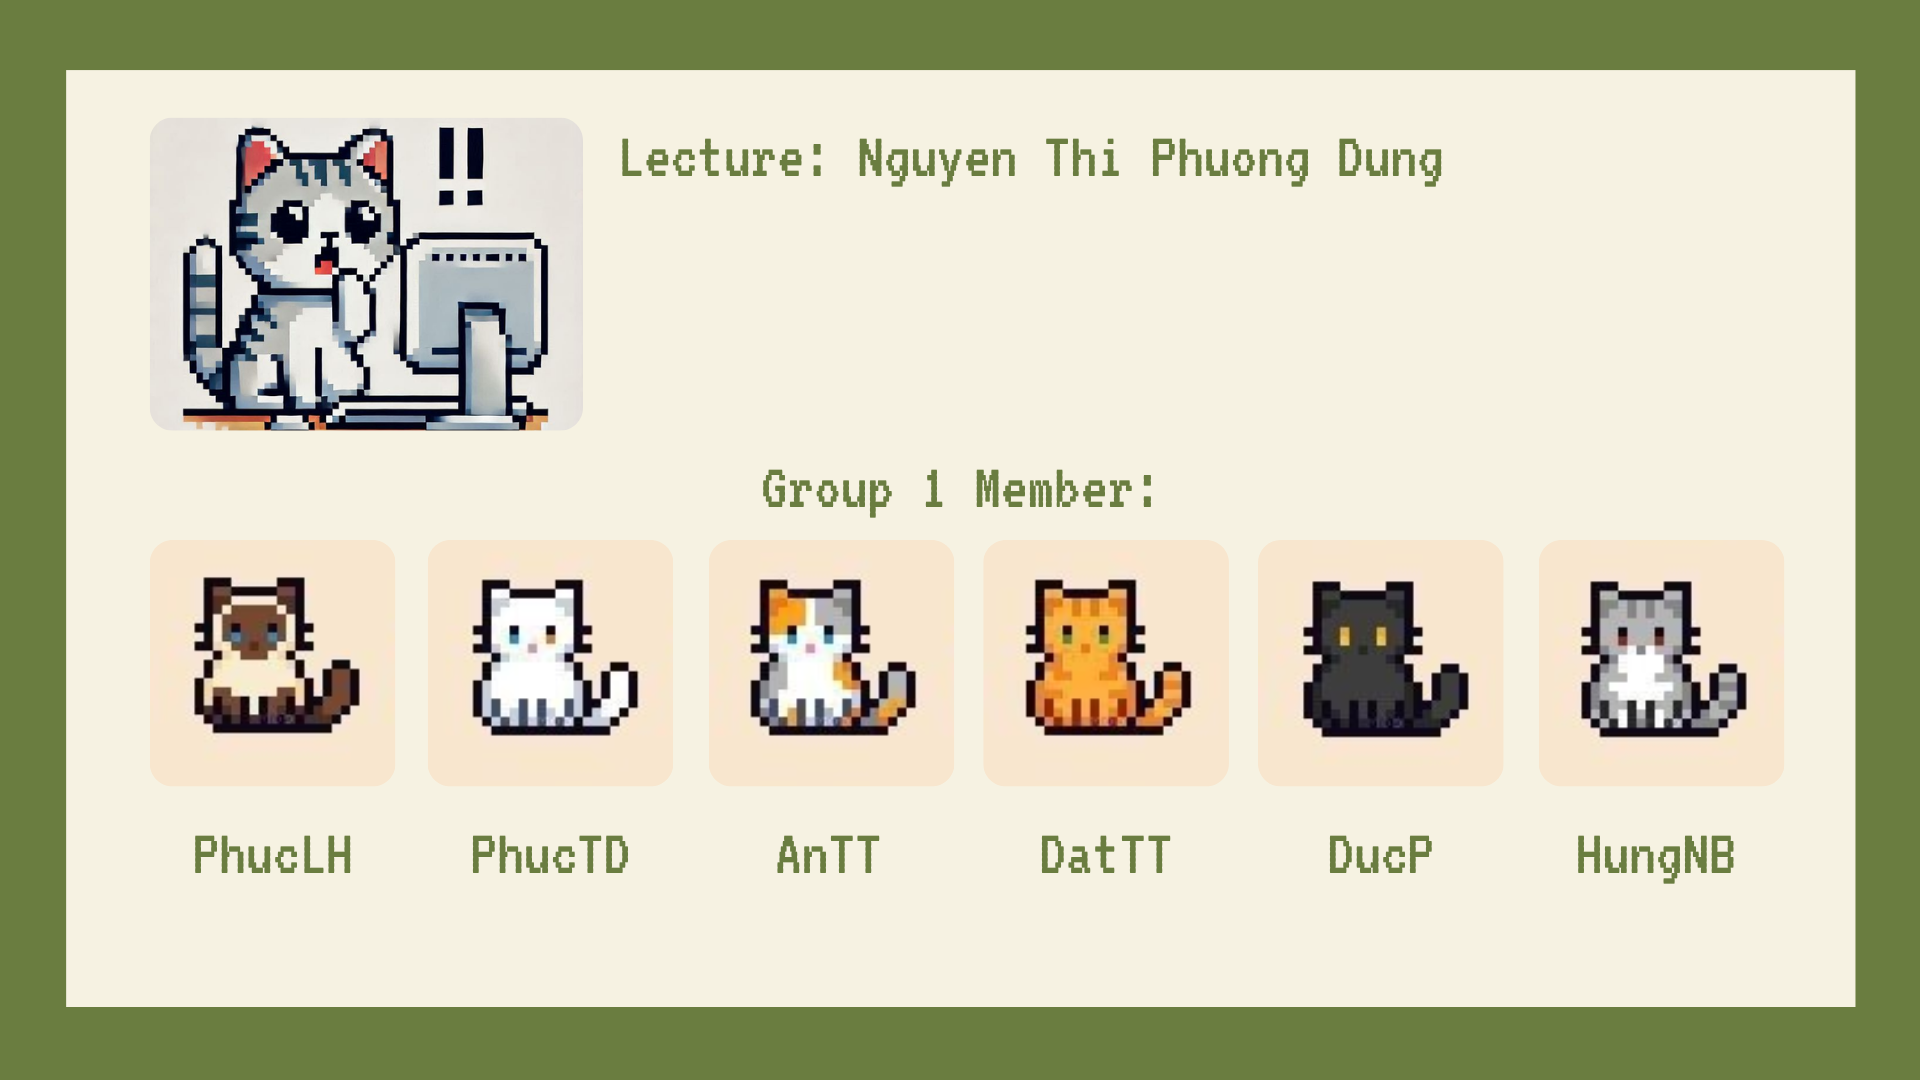 !!
Lecture: Nguyen Thi Phuong Dung
Group 1 Member:
PhucLH
PhucTD
AnTT
DatTT
DucP
HungNB